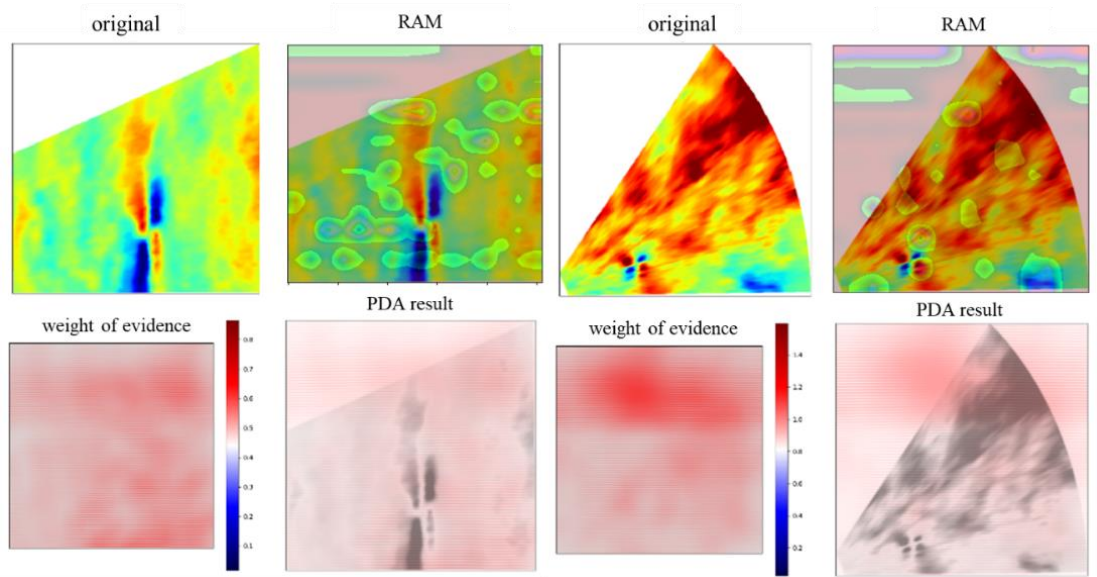 original
RAM
original
RAM
weight of evidence
0.8
0.7
0.6
0.5
0.4
0.3
0.2
0.1
PDA result
weight of evidence
1.4
1.2
1.0
0.8
0.6
0.4
0.2
PDA result